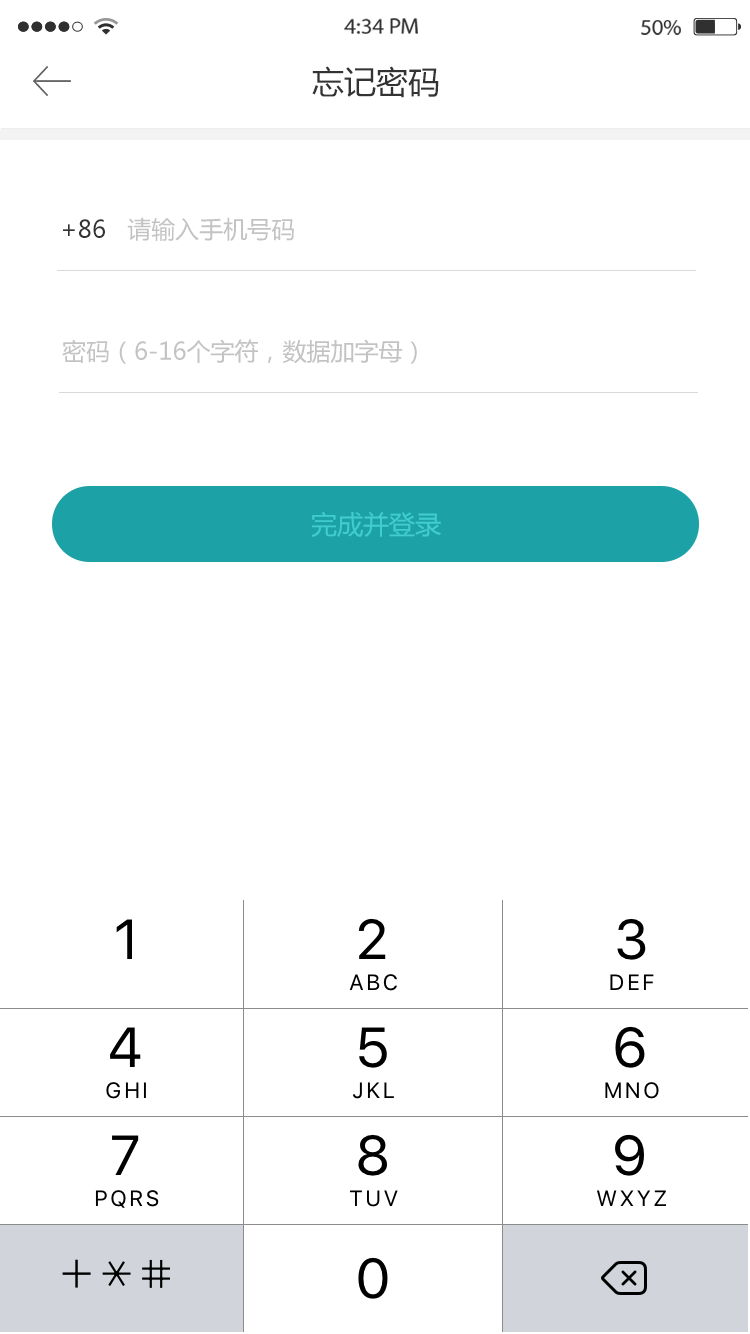 4:34 PM 50%
忘记密码
+86 请输入手机号码
密码（6-16个字符，数据加字母）
完成并登录
1 2 3
ABC DEF
4 5 6
GHI JKL MNO
7 8 9
PQRS TUV WXYZ
+*# 0